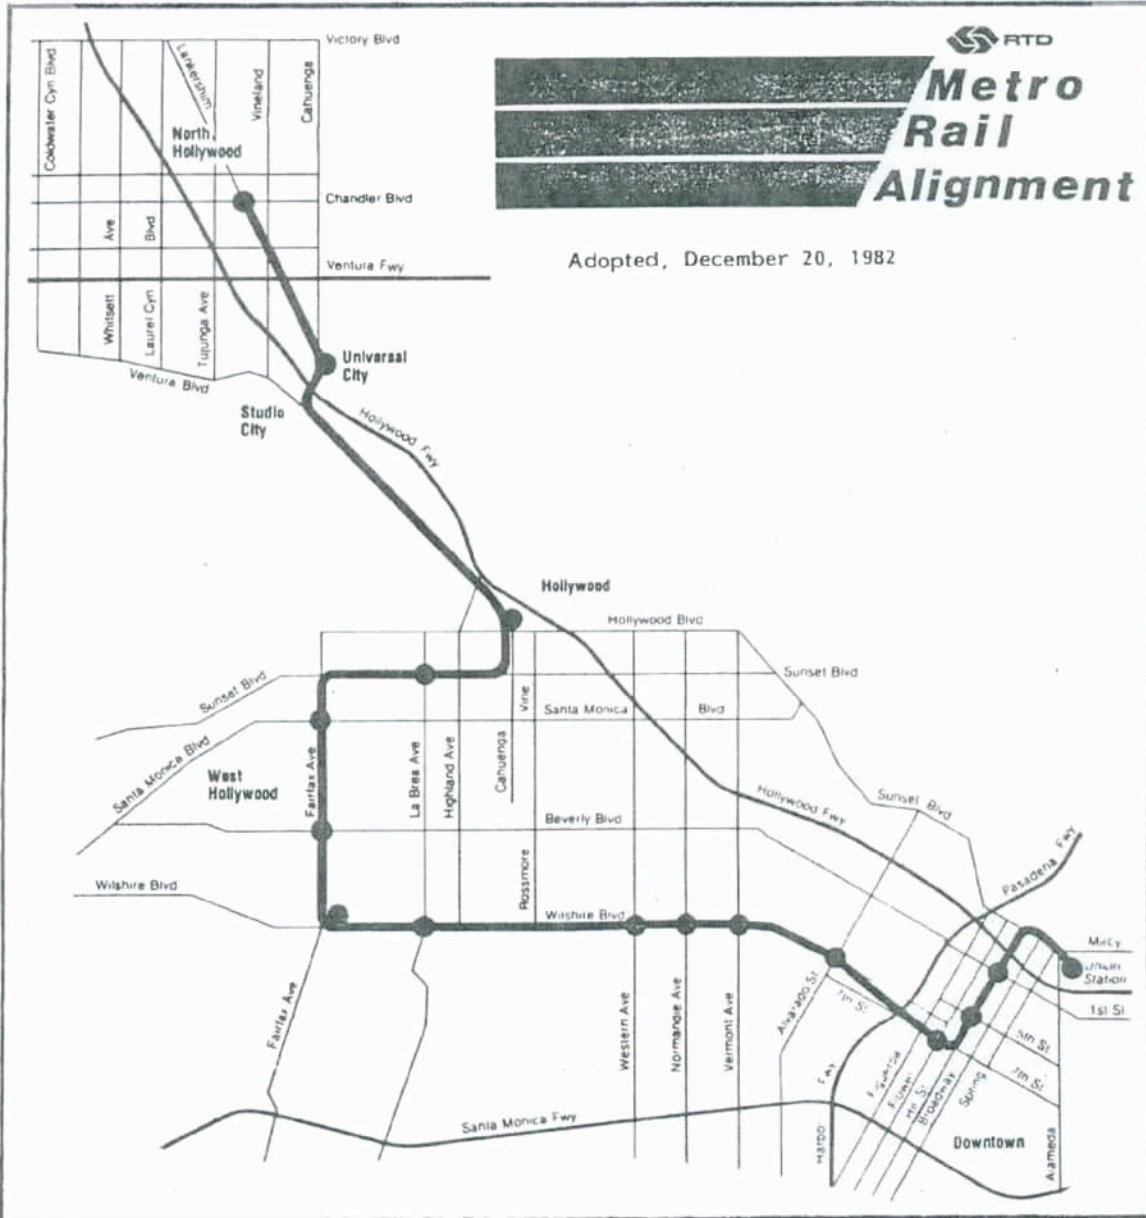 RTD
Metro
Rail
Alignment
Adopted, December 20, 1982
Victory Blvd
Coldwater Cyn Blvd
Lankershim
Vineland
Cahuenga
North
Hollywood
Chandler Blvd
Whitsett Ave
Laurel Cyn Blvd
Tujunga Ave
Ventura Fwy
Ventura Blvd
Universal
City
Studio
City
Hollywood Fwy
Hollywood
Hollywood Blvd
Sunset Blvd
Sunset Blvd
Vine
Santa Monica Blvd
Santa Monica Blvd
West
Hollywood
Fairfax Ave
La Brea Ave
Highland Ave
Cahuenga
Hollywood Fwy
Sunset Blvd
Beverly Blvd
Pasadena Fwy
Wilshire Blvd
Rossmore
Wilshire Blvd
Macy
Union
Station
1st St
Fairfax Ave
Western Ave
Normandie Ave
Vermont Ave
Alvarado St
7th St
5th St
7th St
Figueroa
Flower
Hill St
Broadway
Spring
Fwy
Santa Monica Fwy
Downtown
Alameda